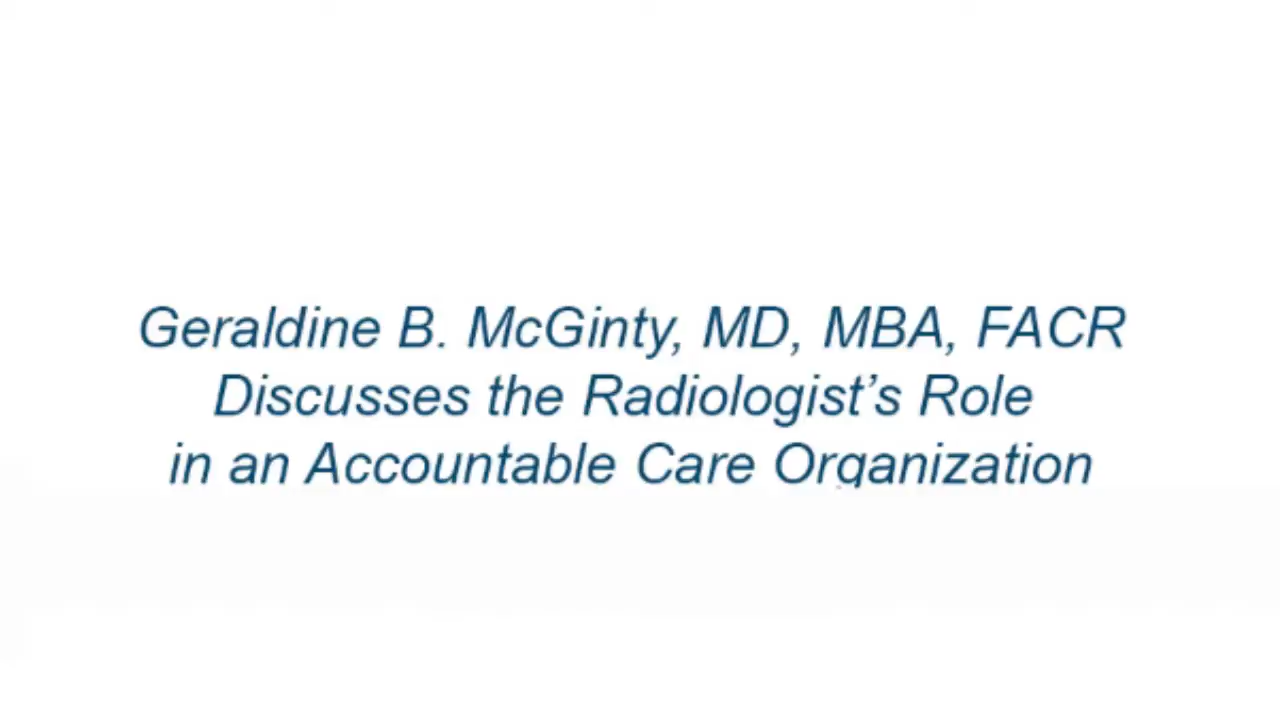 Geraldine B. McGinty, MD, MBA, FACR
Discusses the Radiologist’s Role
in an Accountable Care Organization